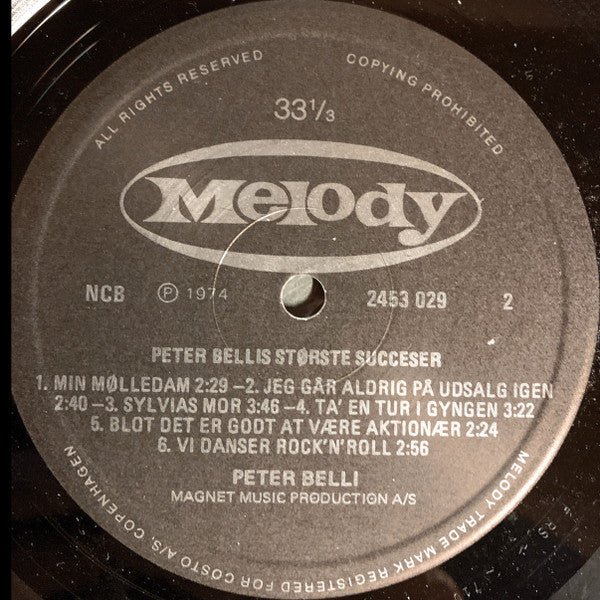 ALL RIGHTS RESERVED
COPYING PROHIBITED
33⅓
Melody
NCB Ⓟ 1974 2453 029 2
PETER BELLIS STØRSTE SUCCESER
1. MIN MØLLEDAM 2:29 – 2. JEG GÅR ALDRIG PÅ UDSALG IGEN
2:40 – 3. SYLVIAS MOR 3:46 – 4. TA' EN TUR I GYNGEN 3:22
5. BLOT DET ER GODT AT VÆRE AKTIONÆR 2:24
6. VI DANSER ROCK'N'ROLL 2:56
PETER BELLI
MAGNET MUSIC PRODUCTION A/S
MELODY TRADE MARK REGISTERED FOR COSTO A/S. COPENHAGEN